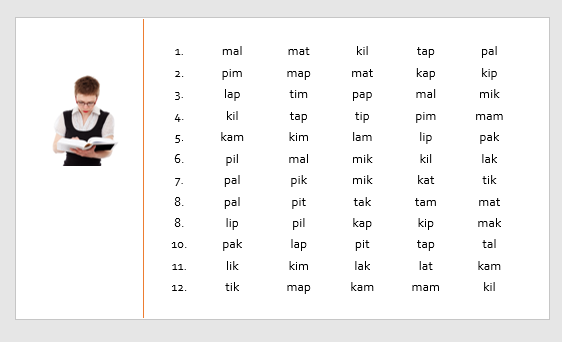 1. mal mat kil tap pal
2. pim map mat kap kip
3. lap tim pap mal mik
4. kil tap tip pim mam
5. kam kim lam lip pak
6. pil mal mik kil lak
7. pal pik mik kat tik
8. pal pit tak tam mat
8. lip pil kap kip mak
10. pak lap pit tap tal
11. lik kim lak lat kam
12. tik map kam mam kil